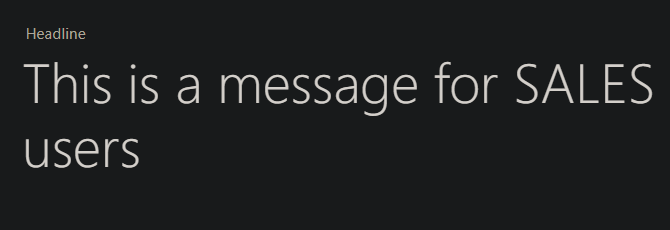 Headline
This is a message for SALES
users